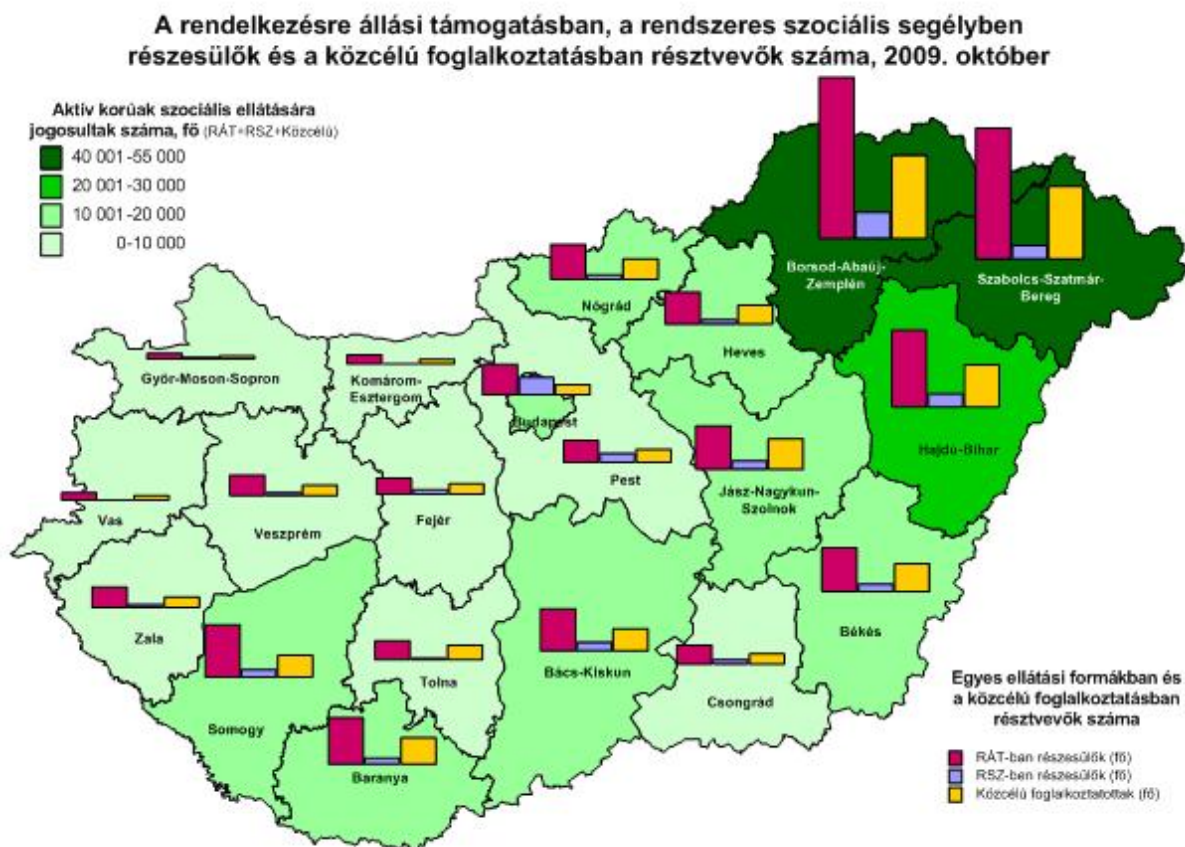 A rendelkezésre állási támogatásban, a rendszeres szociális segélyben
részesülők és a közcélú foglalkoztatásban résztvevők száma, 2009. október
Aktív korúak szociális ellátására
jogosultak száma, fő (RÁT+RSZ+Közcélú)
40 001-55 000
20 001-30 000
10 001-20 000
0-10 000
Borsod-Abaúj-
Zemplén
Szabolcs-Szatmár-
Bereg
Nógrád
Heves
Győr-Moson-Sopron
Komárom-
Esztergom
Budapest
Hajdú-Bihar
Pest
Jász-Nagykun-
Szolnok
Vas
Veszprém
Fejér
Zala
Békés
Tolna
Bács-Kiskun
Csongrád
Somogy
Baranya
Egyes ellátási formákban és
a közcélú foglalkoztatásban
résztvevők száma
RÁT-ban részesülők (fő)
RSZ-ben részesülők (fő)
Közcélú foglalkoztatottak (fő)